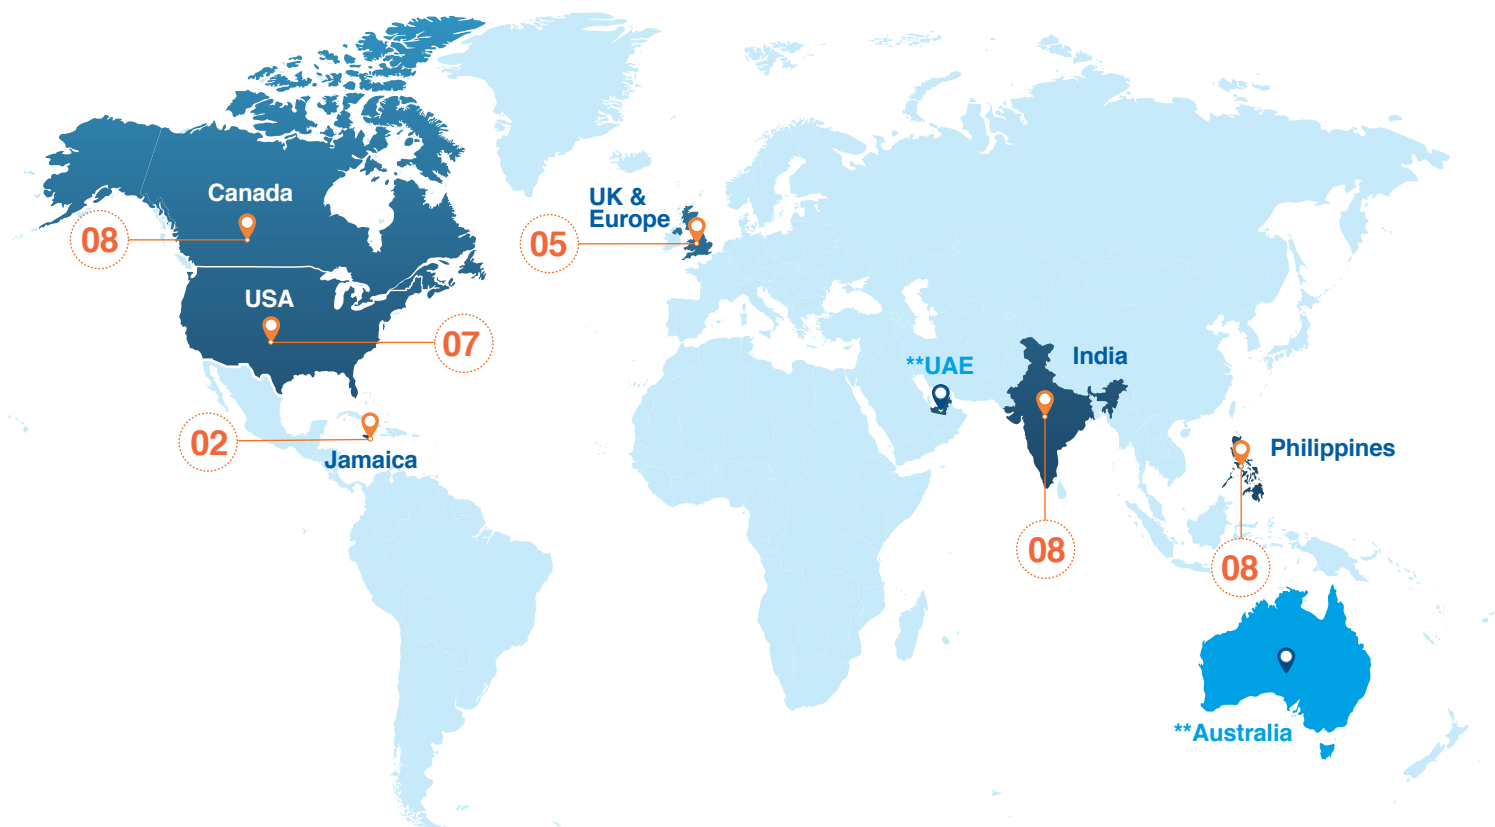 Canada
08
USA
07
02
Jamaica
UK &
Europe
05
**UAE
India
08
Philippines
08
**Australia